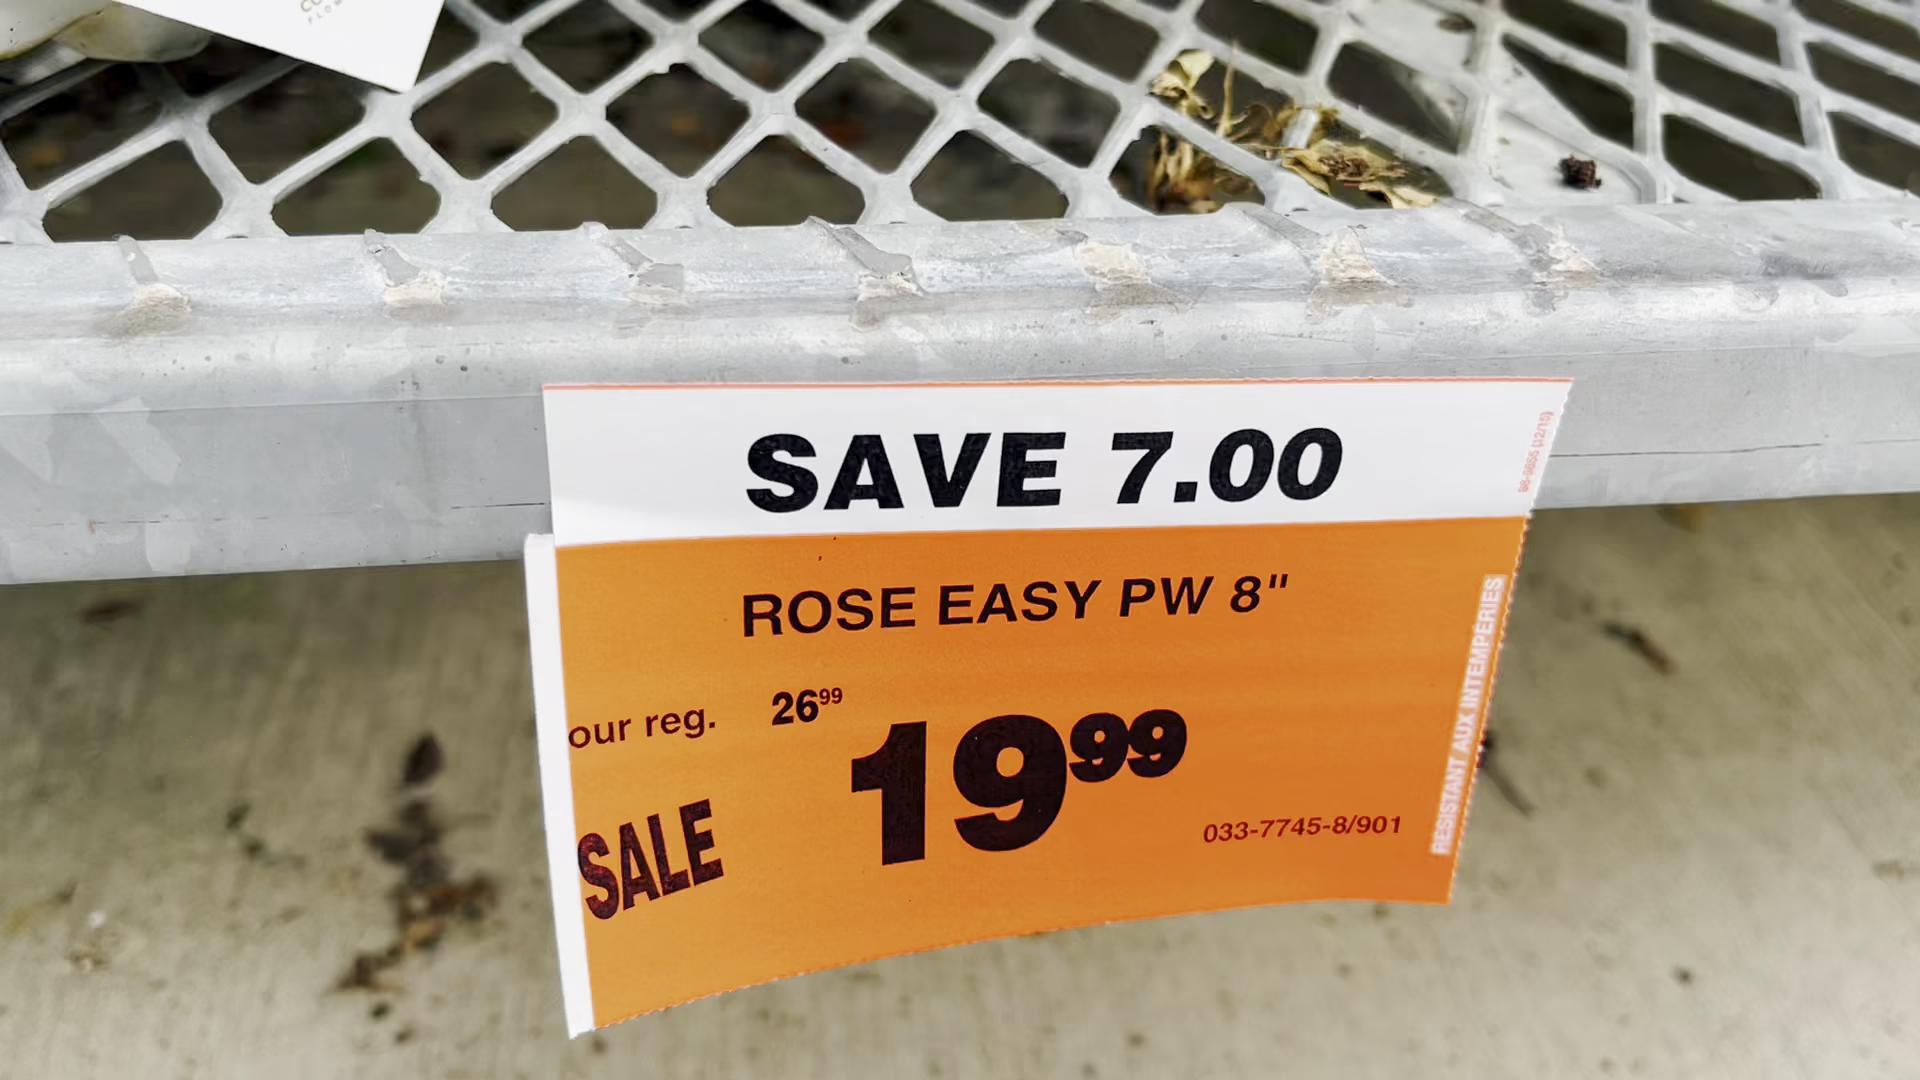 SAVE 7.00
ROSE EASY PW 8"
our reg. 26⁹⁹
19⁹⁹
SALE
033-7745-8/901
RESISTANT AUX INTEMPERIES